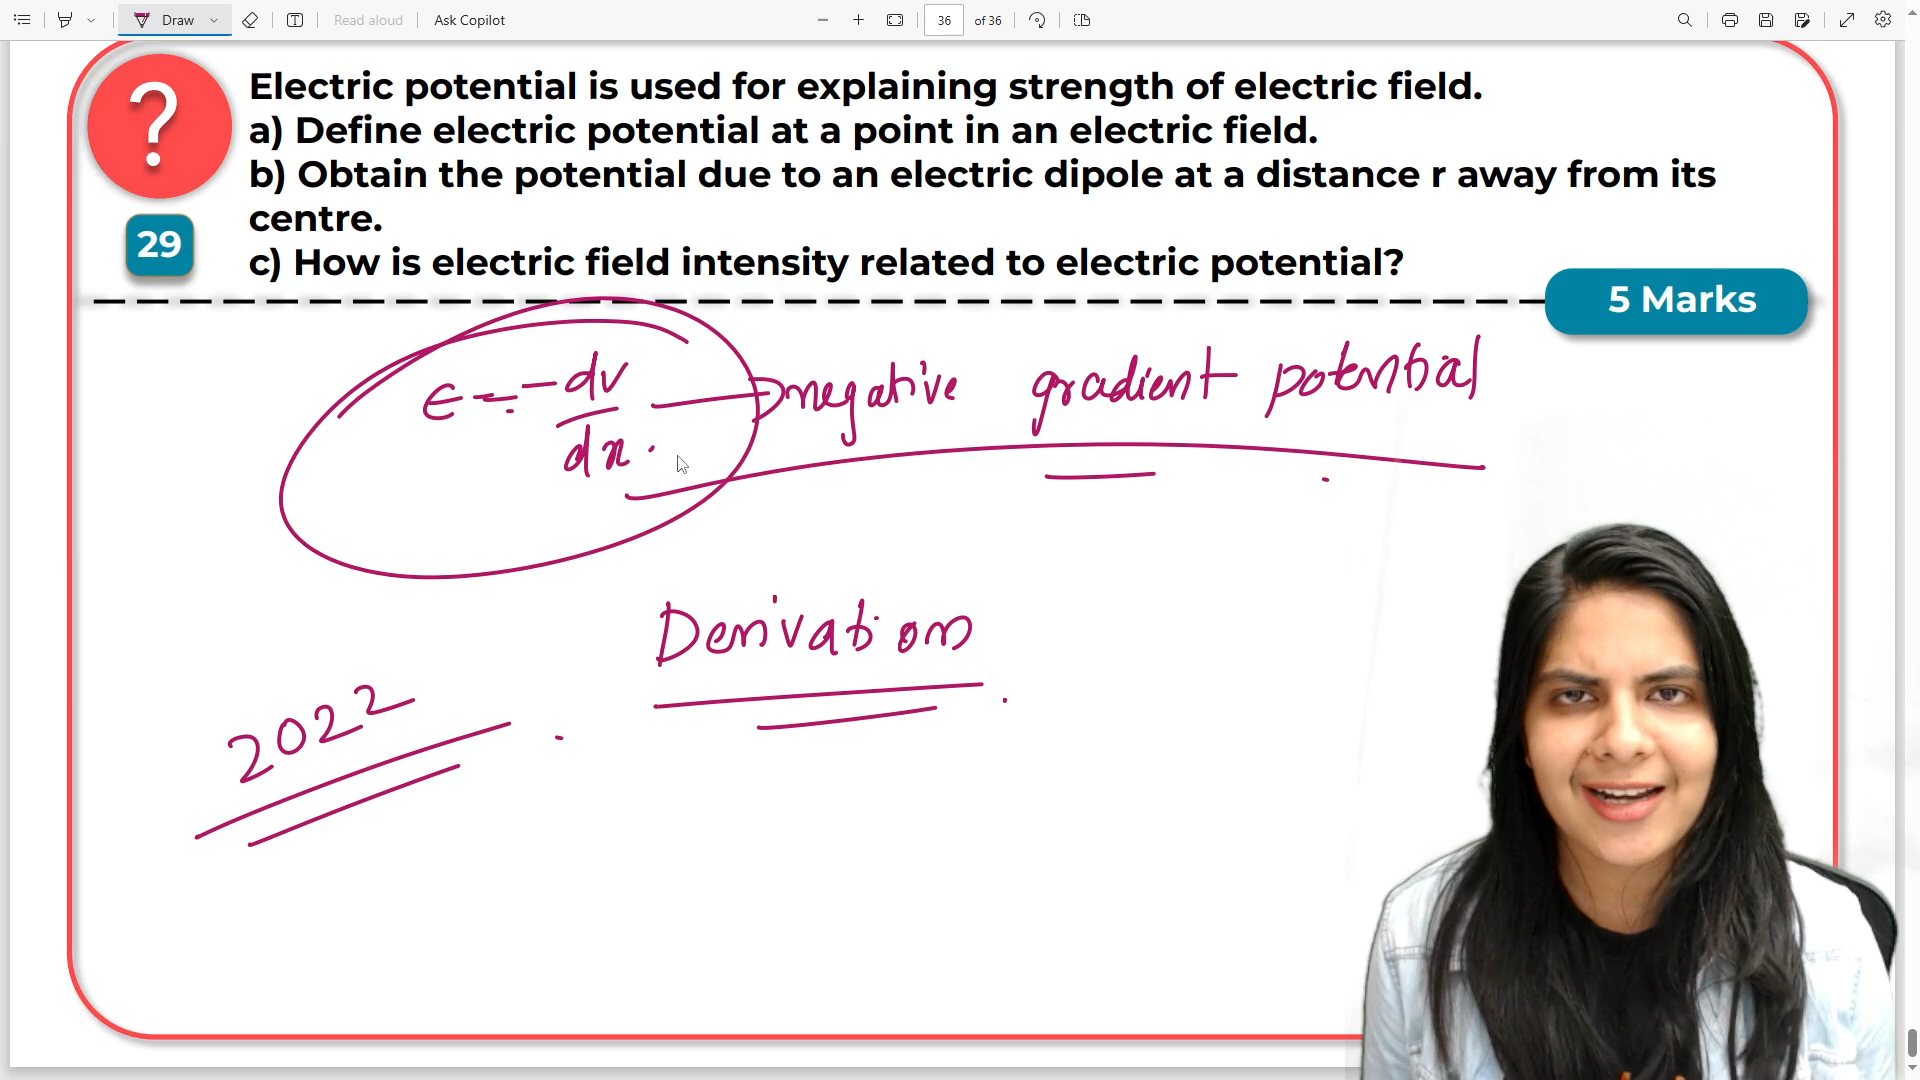 Draw
Read aloud
Ask Copilot
36 of 36
Electric potential is used for explaining strength of electric field.
a) Define electric potential at a point in an electric field.
b) Obtain the potential due to an electric dipole at a distance r away from its
centre.
c) How is electric field intensity related to electric potential?
?
29
5 Marks
E = -dv/dx. negative gradient potential
Derivations
2022